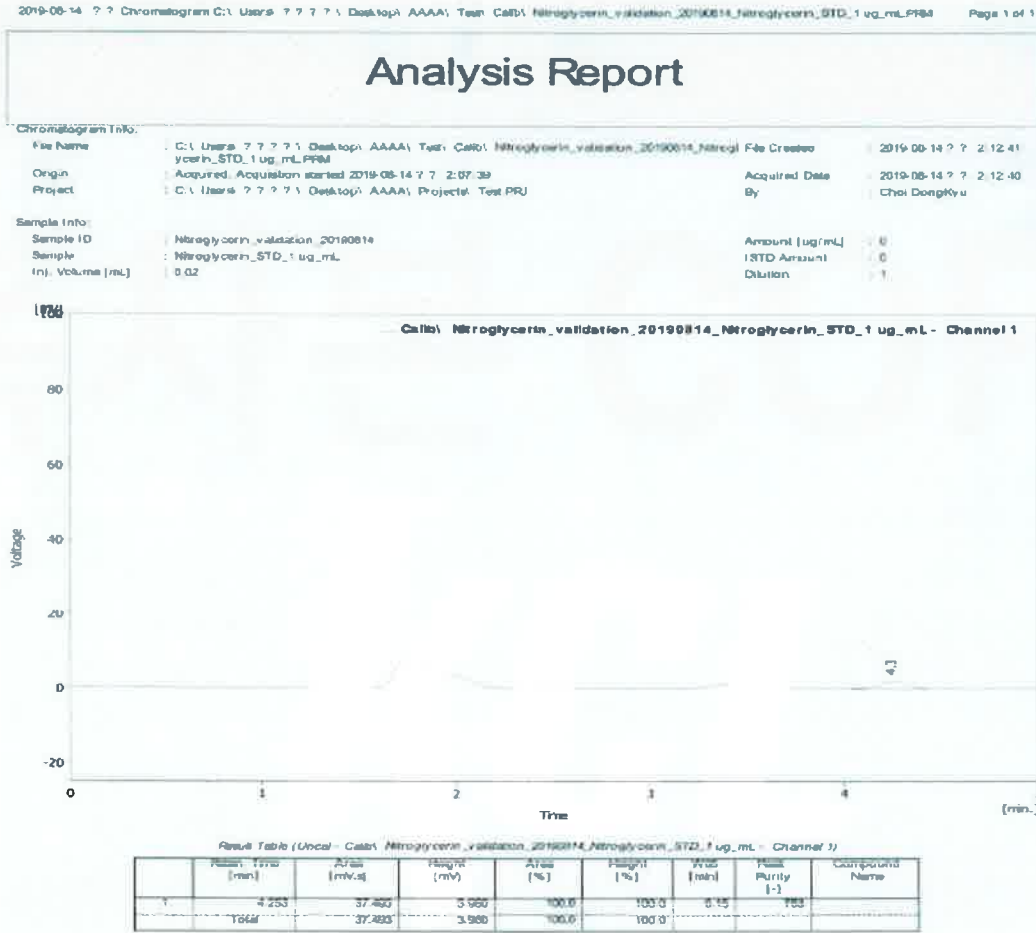 2019-08-14 ? ? Chromatogram C:\ Users ? ? ? ? \ Desktop\ AAAA\ Test\ Calib\ Nitroglycerin_validation_20190814_Nitroglycerin_STD_1 ug_mL.PRM Page 1 of 1
Analysis Report
Chromatogram Info:
File Name : C:\ Users ? ? ? ? \ Desktop\ AAAA\ Test\ Calib\ Nitroglycerin_validation_20190814_Nitrogl File Created : 2019-08-14 ? ? 2:12:41
ycerin_STD_1 ug_mL.PRM
Origin : Acquired, Acquisition started 2019-08-14 ? ? 2:07:39 Acquired Date : 2019-08-14 ? ? 2:12:40
Project : C:\ Users ? ? ? ? \ Desktop\ AAAA\ Projects\ Test PRJ By : Choi DongKyu
Sample Info:
Sample ID : Nitroglycerin_validation_20190814 Amount [ug/mL] : 0
Sample : Nitroglycerin_STD_1 ug_mL ISTD Amount : 0
Inj. Volume [mL] : 0.02 Dilution : 1
100
Calib\ Nitroglycerin_validation_20190814_Nitroglycerin_STD_1 ug_mL - Channel 1
80
60
40
20
0
-20
Voltage
4.3
0 1 2 3 4 [min.]
Time
Result Table (Uncal - Calib\ Nitroglycerin_validation_20190814_Nitroglycerin_STD_1 ug_mL - Channel 1)
Reten. Time [min] Area [mV.s] Height [mV] Area [%] Height [%] W05 [min] Peak Purity [-] Compound Name
1 4.253 37.493 3.960 100.0 100.0 0.15 753
Total 37.493 3.960 100.0 100.0